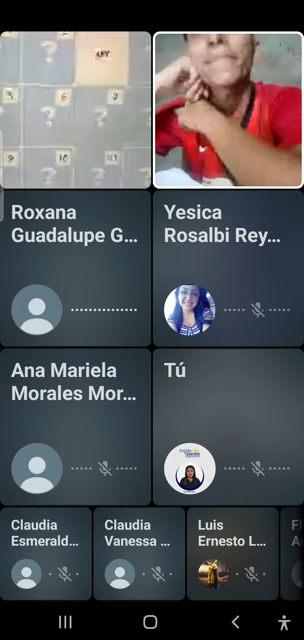 ?
?
5
6
7
?
?
?
9
10
11
?
?
?
Roxana
Guadalupe G...
Yesica
Rosalbi Rey...
Ana Mariela
Morales Mor...
Tú
Claudia
Esmerald...
Claudia
Vanessa ...
Luis
Ernesto L...